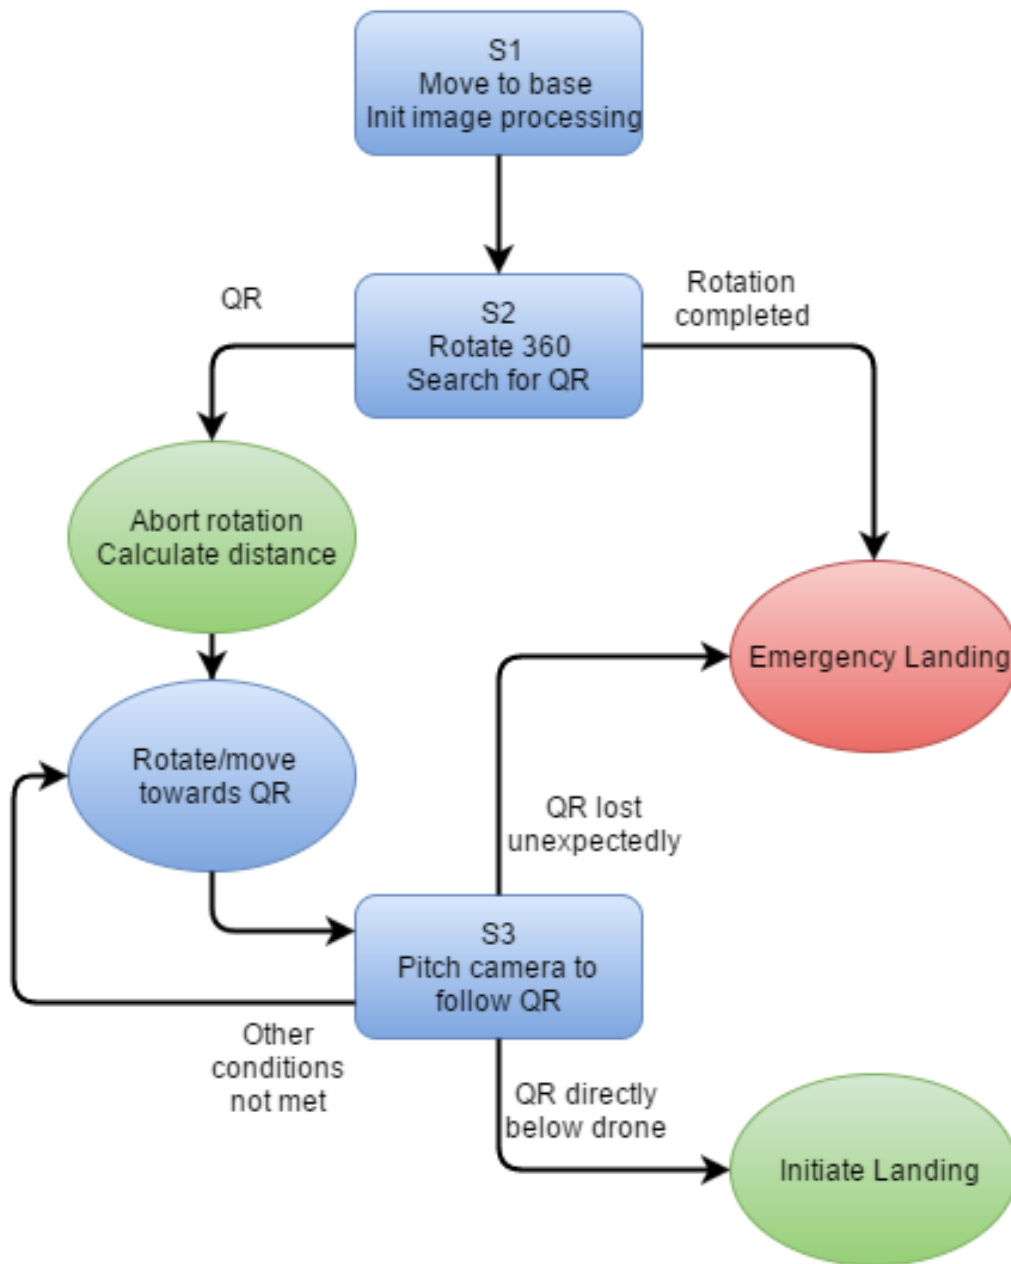 S1
Move to base
Init image processing
QR
S2
Rotate 360
Search for QR
Rotation
completed
Abort rotation
Calculate distance
Emergency Landing
Rotate/move
towards QR
QR lost
unexpectedly
S3
Pitch camera to
follow QR
Other
conditions
not met
QR directly
below drone
Initiate Landing